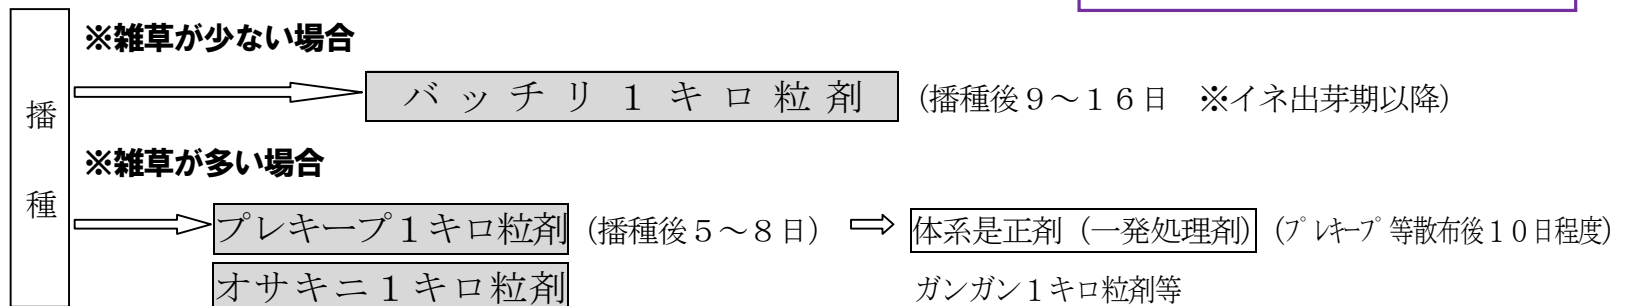 播種
※雑草が少ない場合
バッチリ１キロ粒剤 (播種後９～１６日 ※イネ出芽期以降)
※雑草が多い場合
プレキープ１キロ粒剤 (播種後５～８日) ⇨ 体系是正剤（一発処理剤） (ﾌﾟﾚｷｰﾌﾟ等散布後１０日程度)
オサキニ１キロ粒剤 ガンガン１キロ粒剤等